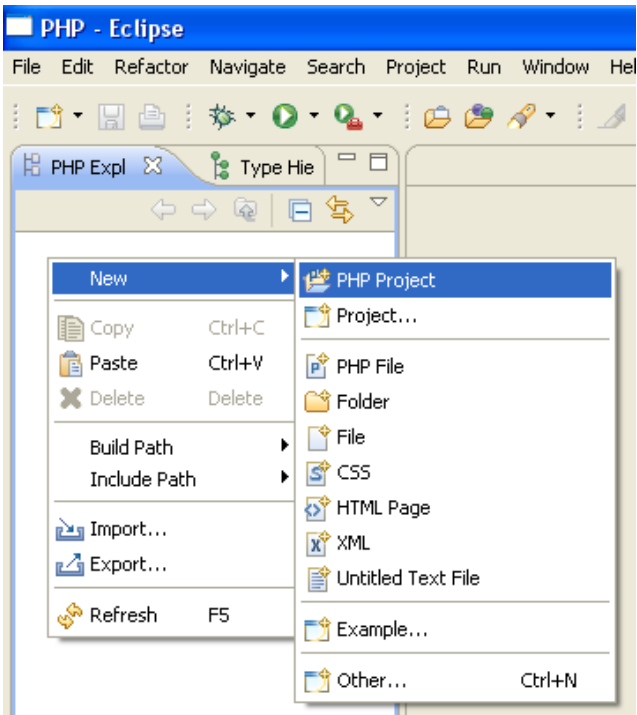 PHP - Eclipse
File Edit Refactor Navigate Search Project Run Window Hel
PHP Expl Type Hie
New
Copy Ctrl+C
Paste Ctrl+V
Delete Delete
Build Path
Include Path
Import...
Export...
Refresh F5
PHP Project
Project...
PHP File
Folder
File
CSS
HTML Page
XML
Untitled Text File
Example...
Other... Ctrl+N